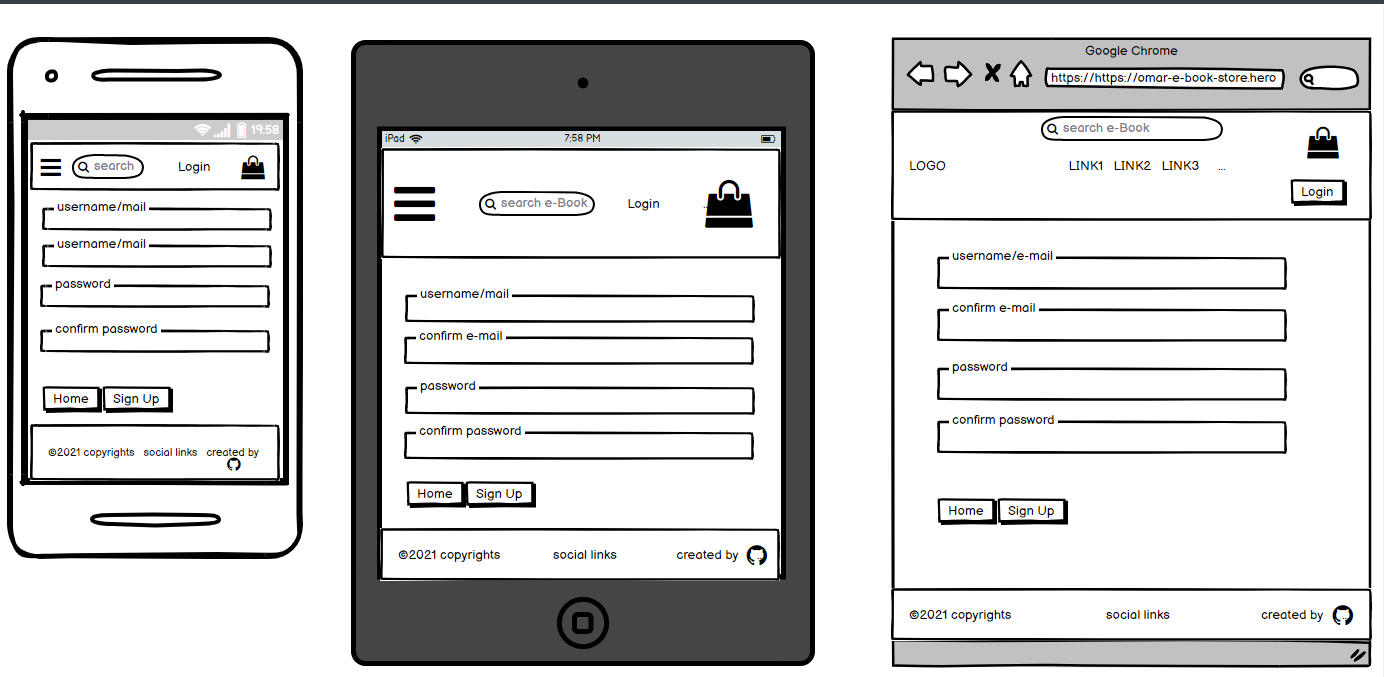 19:58
search
Login
username/mail
username/mail
password
confirm password
Home
Sign Up
©2021 copyrights social links created by
iPad
7:58 PM
search e-Book
Login
..
username/mail
confirm e-mail
password
confirm password
Home
Sign Up
©2021 copyrights social links created by
Google Chrome
https://https://omar-e-book-store.hero
search e-Book
LOGO
LINK1 LINK2 LINK3 ...
Login
username/e-mail
confirm e-mail
password
confirm password
Home
Sign Up
©2021 copyrights social links created by